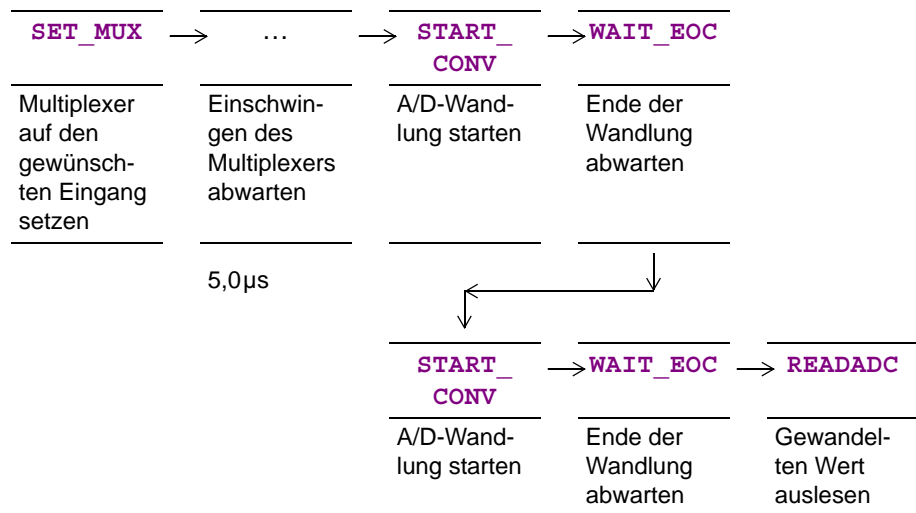 SET_MUX … START_ WAIT_EOC
CONV
Multiplexer
auf den
gewünsch-
ten Eingang
setzen
Einschwin-
gen des
Multiplexers
abwarten
A/D-Wand-
lung starten
Ende der
Wandlung
abwarten
5,0µs
START_ WAIT_EOC READADC
CONV
A/D-Wand-
lung starten
Ende der
Wandlung
abwarten
Gewandel-
ten Wert
auslesen